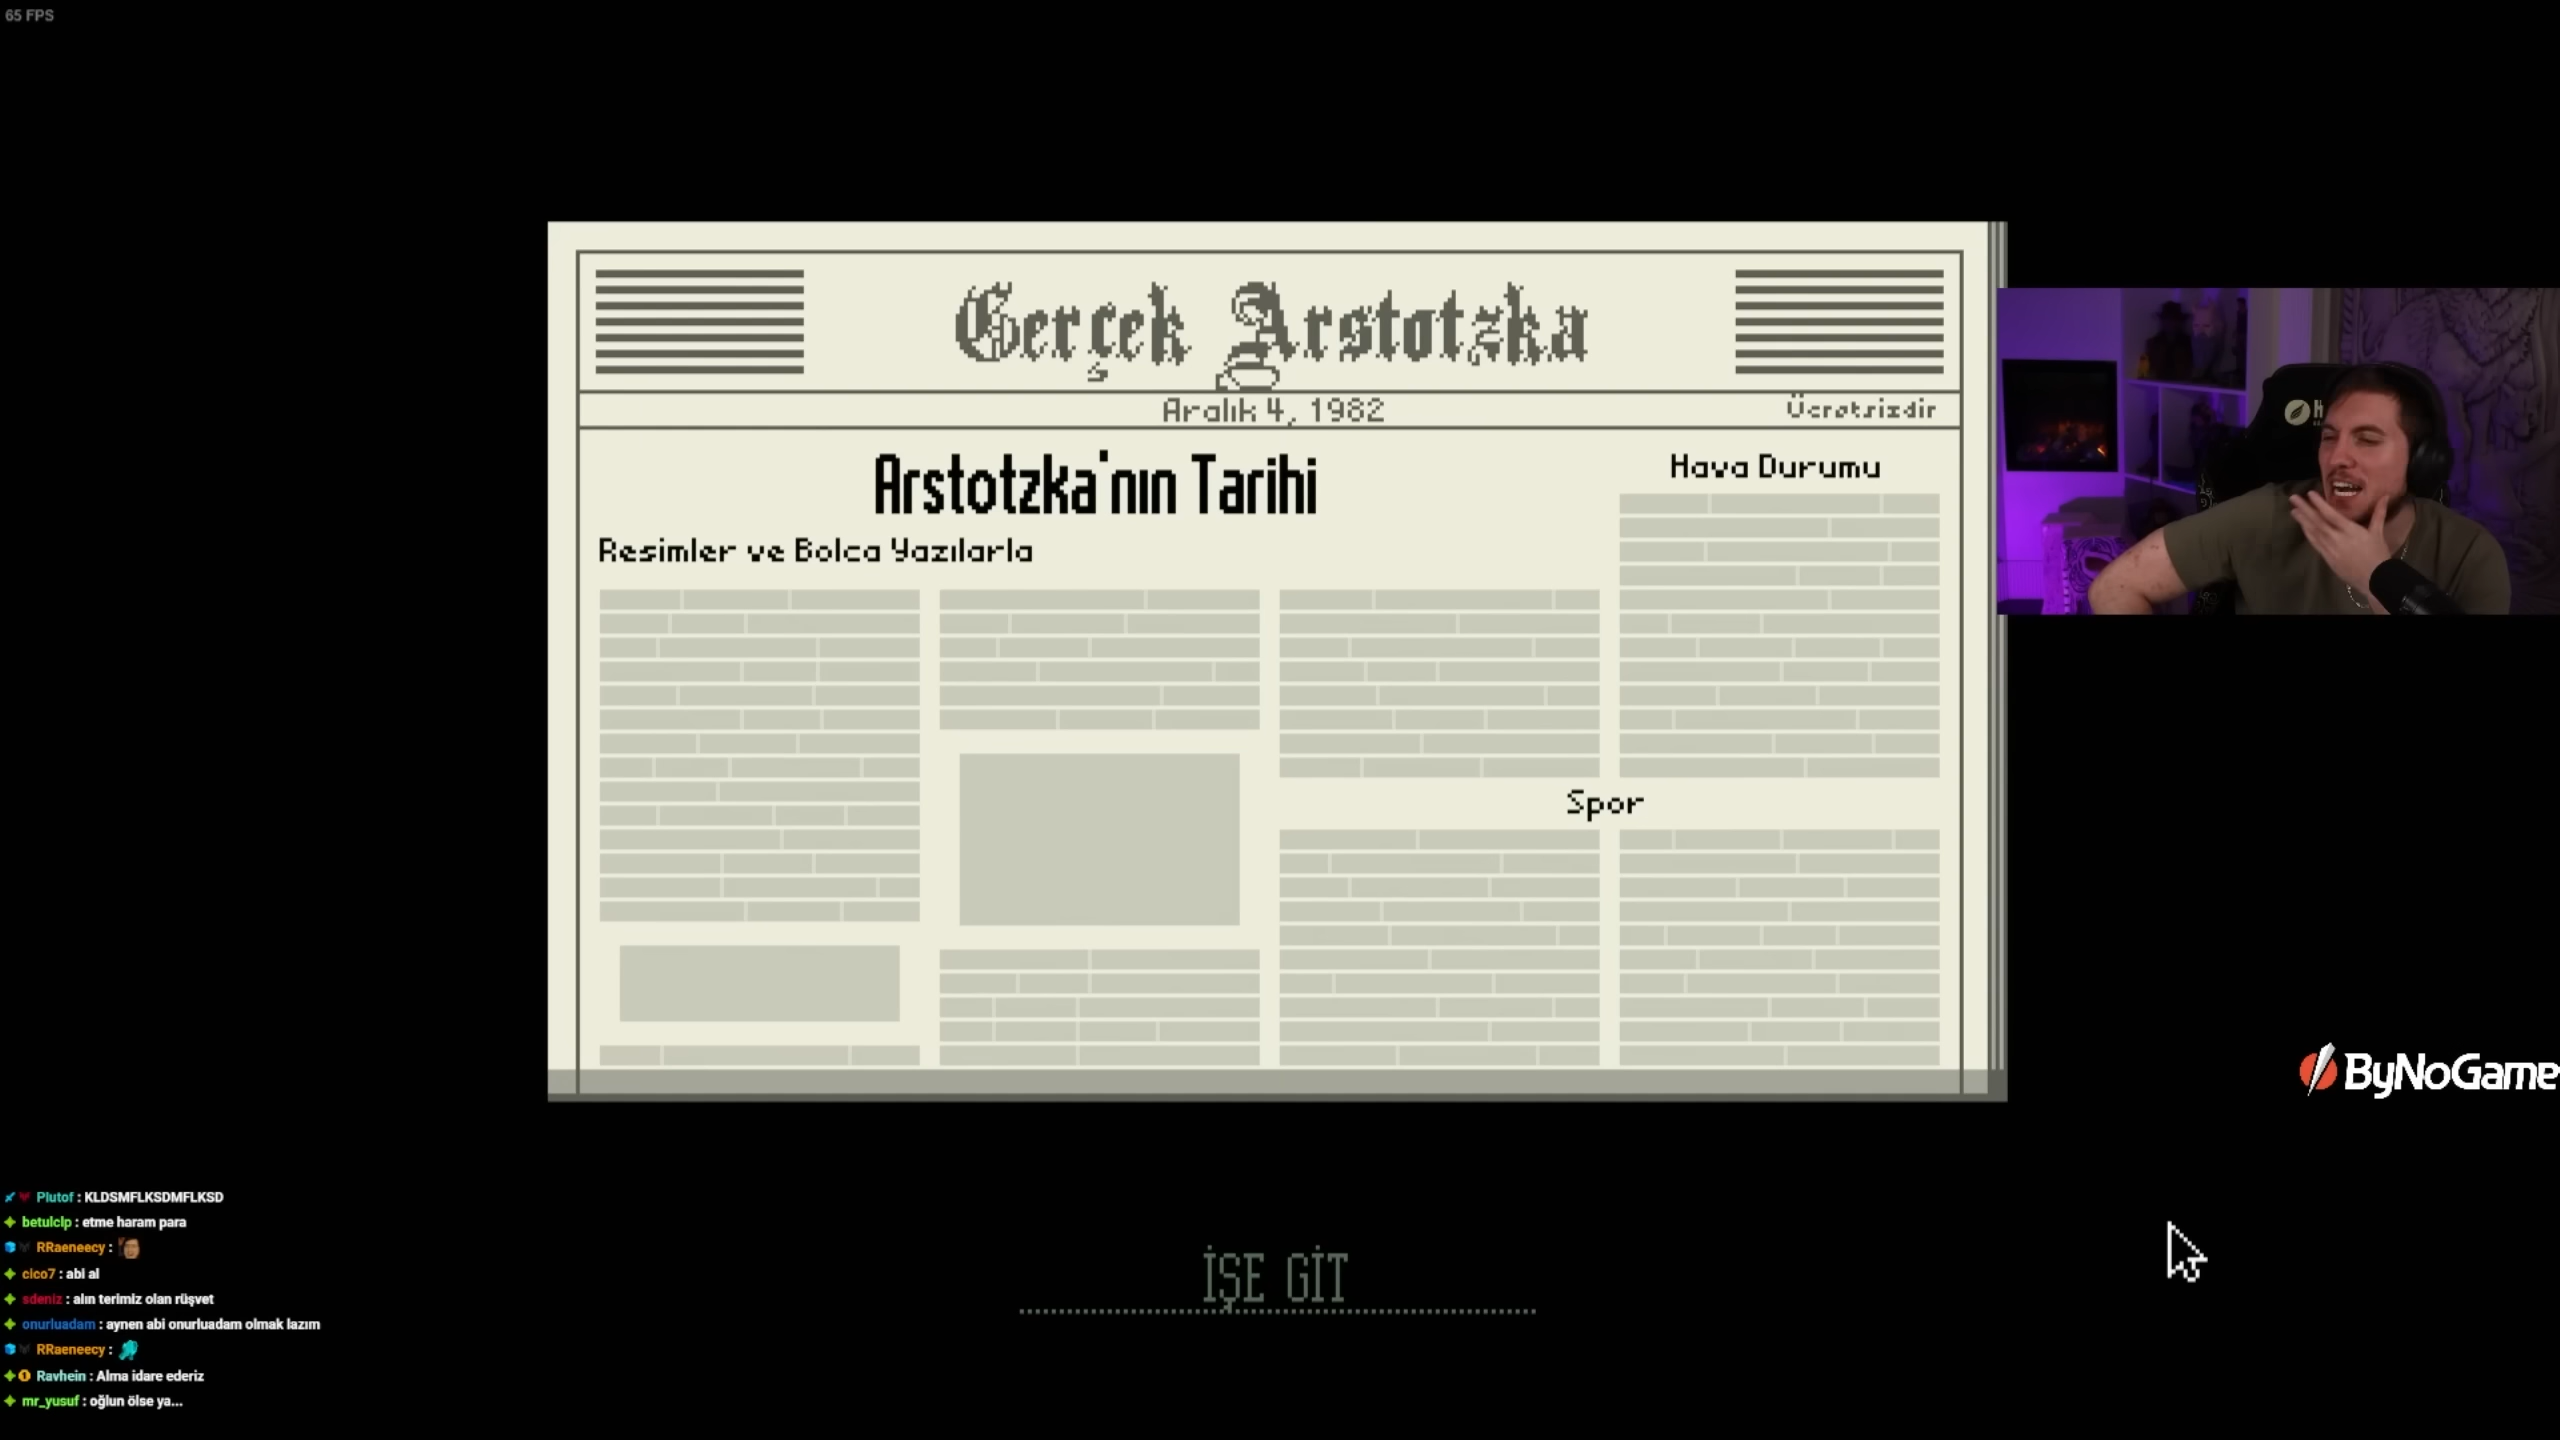 65 FPS
Gerçek Arstotzka
Aralık 4, 1982
Ücretsizdir
Arstotzka'nın Tarihi
Hava Durumu
Resimler ve Bolca Yazılarla
Spor
ByNoGame
Plutof : KLDSMFLKSDMFLKSD
betulclp : etme haram para
RRaeneecy :
cico7 : abi al
sdeniz : alın terimiz olan rüşvet
onurluadam : aynen abi onurluadam olmak lazım
RRaeneecy :
Ravhein : Alma idare ederiz
mr_yusuf : oğlun ölse ya...
İŞE GİT